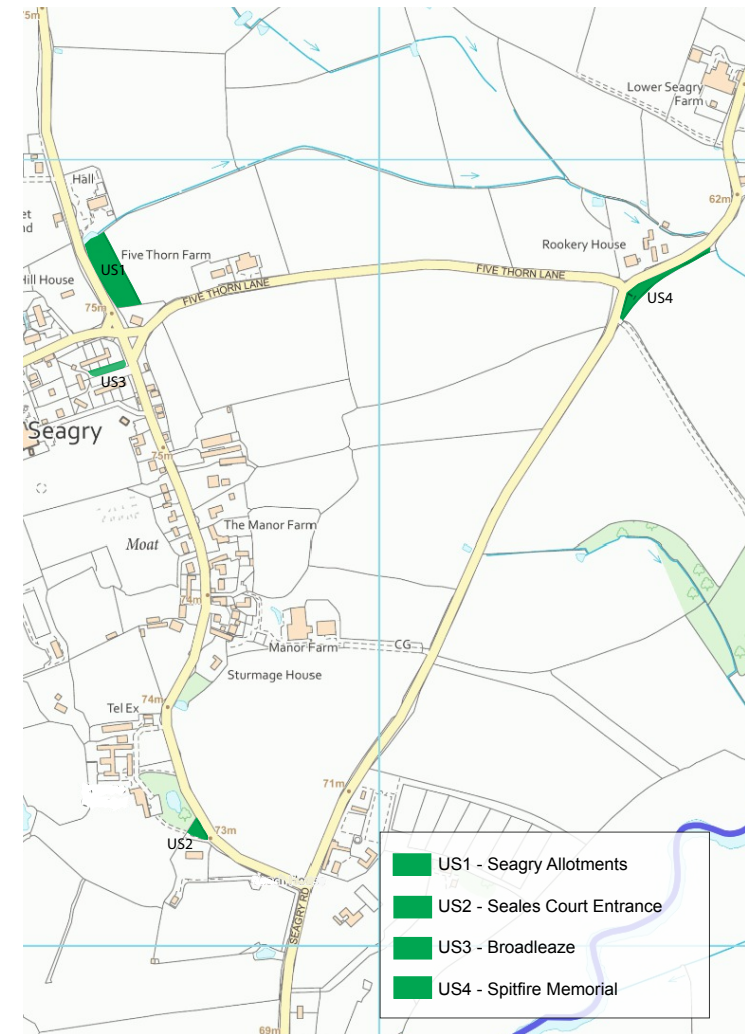 75m
Lower Seagry
Farm
Hall
62m
US1
Five Thorn Farm
Rookery House
Hill House
FIVE THORN LANE
FIVE THORN LANE
US4
75m
US3
Seagry
75m
The Manor Farm
Moat
74m
Manor Farm
CG
Sturmage House
74m
Tel Ex
71m
US2
73m
SEAGRY RD
69m
US1 - Seagry Allotments
US2 - Seales Court Entrance
US3 - Broadleaze
US4 - Spitfire Memorial